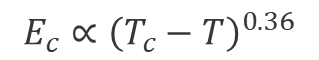 E_c ∝ (T_c − T)^{0.36}